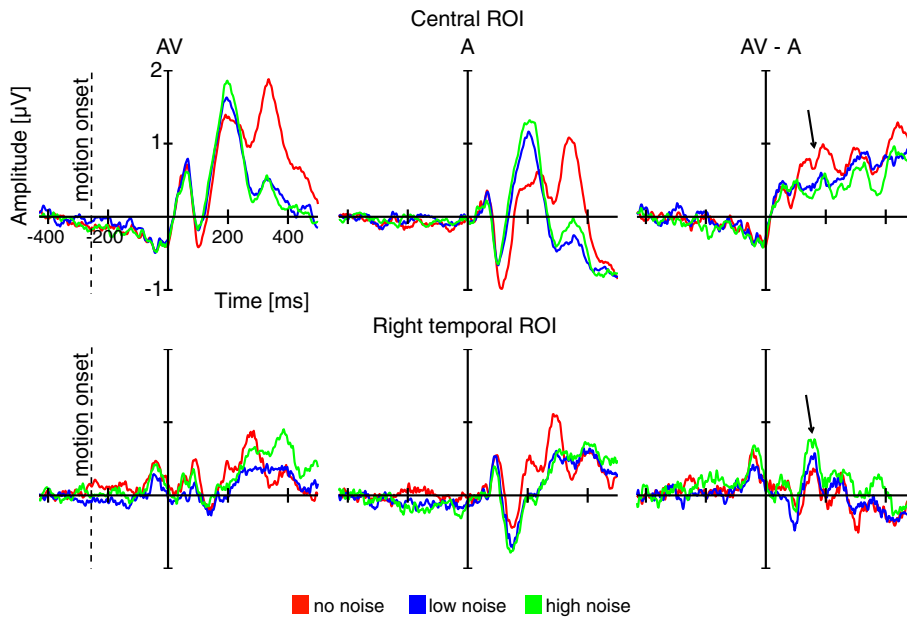 Central ROI
AV
A
AV - A
Amplitude [µV]
motion onset
2
1
-1
-400
-200
200
400
Time [ms]
Right temporal ROI
motion onset
no noise
low noise
high noise